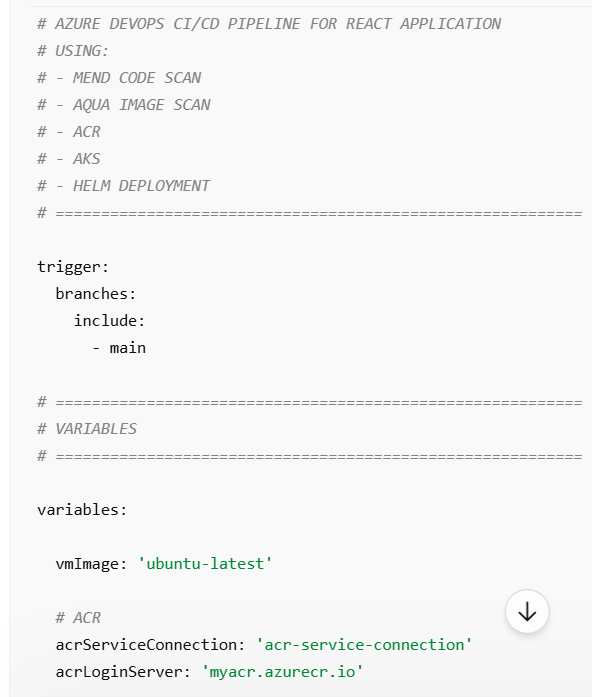 # AZURE DEVOPS CI/CD PIPELINE FOR REACT APPLICATION
# USING:
# - MEND CODE SCAN
# - AQUA IMAGE SCAN
# - ACR
# - AKS
# - HELM DEPLOYMENT
# ==========================================================
trigger:
  branches:
    include:
      - main
# ==========================================================
# VARIABLES
# ==========================================================
variables:
  vmImage: 'ubuntu-latest'
  # ACR
  acrServiceConnection: 'acr-service-connection'
  acrLoginServer: 'myacr.azurecr.io'